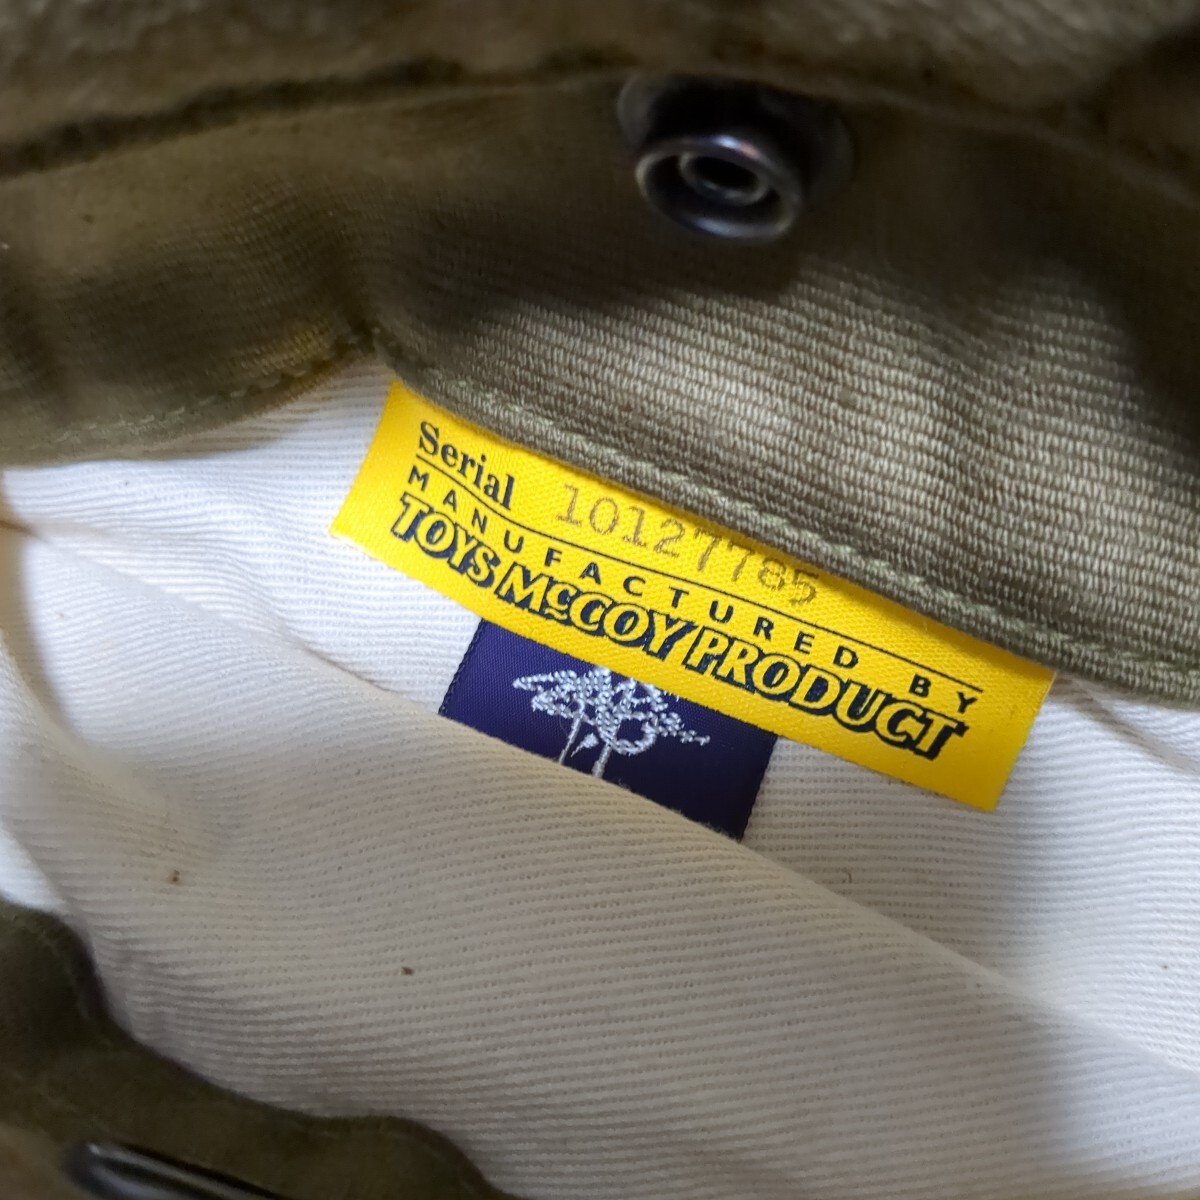 Serial 10127785
MANUFACTURED BY
TOYS McCOY PRODUCT